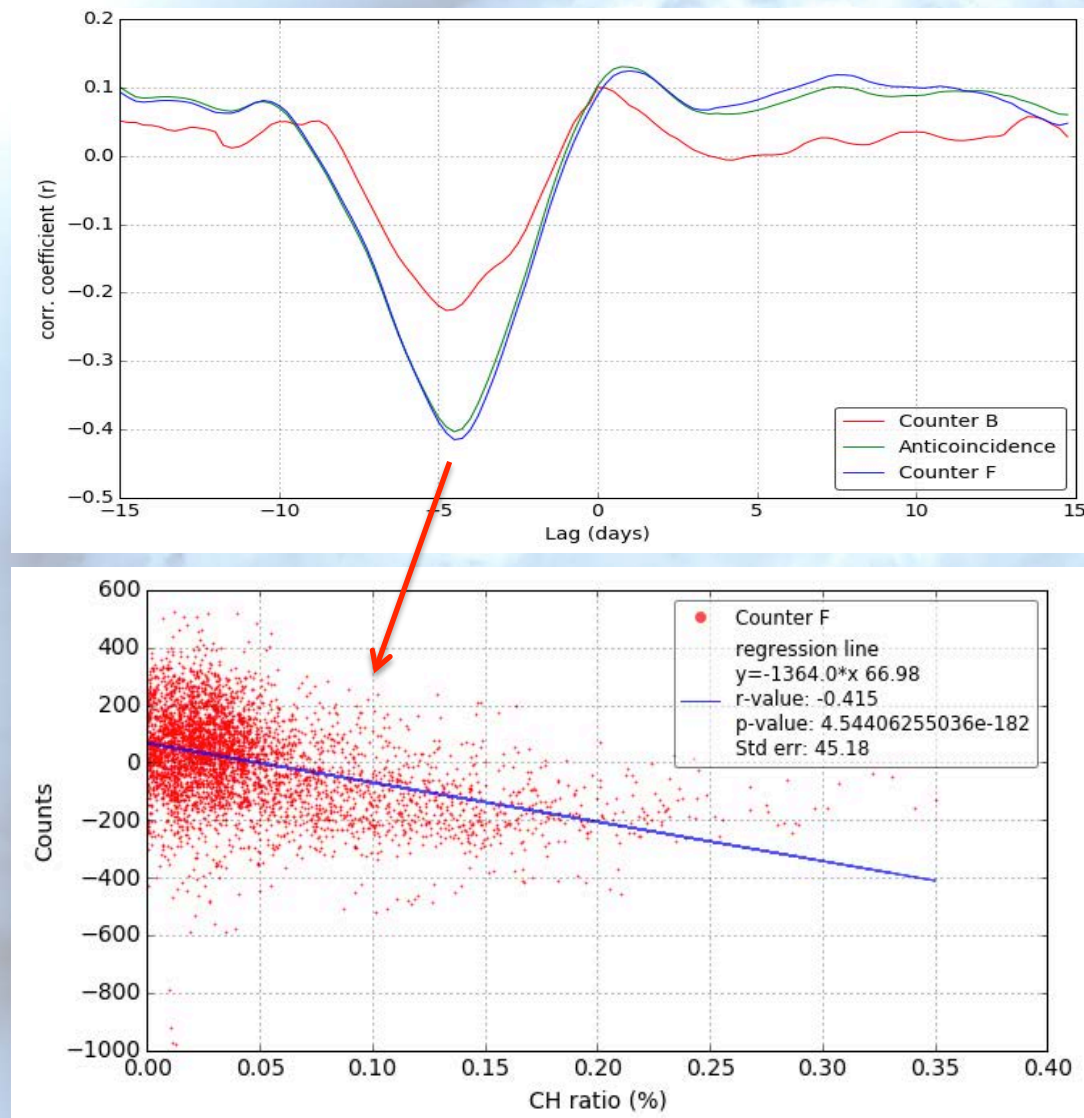 0.2
0.1
0.0
−0.1
−0.2
−0.3
−0.4
−0.5
corr. coefficient (r)
−15
−10
−5
0
5
10
15
Lag (days)
Counter B
Anticoincidence
Counter F
600
400
200
0
−200
−400
−600
−800
−1000
Counts
Counter F
regression line
y=-1364.0*x 66.98
r-value: -0.415
p-value: 4.54406255036e-182
Std err: 45.18
0.00
0.05
0.10
0.15
0.20
0.25
0.30
0.35
0.40
CH ratio (%)